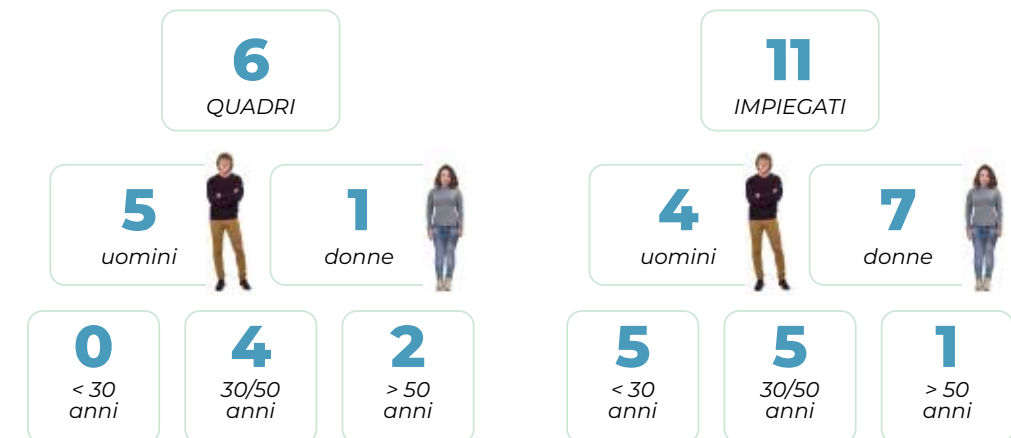 6
QUADRI
11
IMPIEGATI
5
uomini
1
donne
4
uomini
7
donne
0
< 30
anni
4
30/50
anni
2
> 50
anni
5
< 30
anni
5
30/50
anni
1
> 50
anni